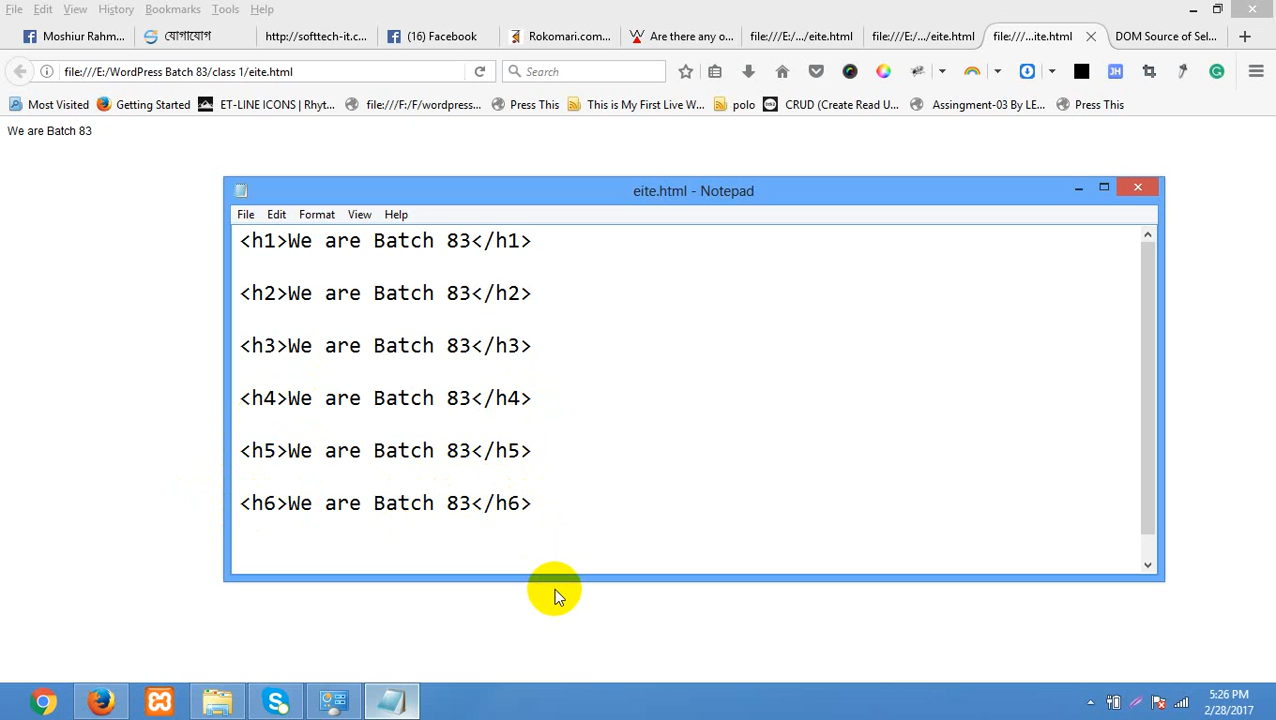 File Edit View History Bookmarks Tools Help
Moshiur Rahm... যোগাযোগ http://softtech-it.c... (16) Facebook Rokomari.com... Are there any o... file:///E:/.../eite.html file:///E:/.../eite.html file:///...ite.html DOM Source of Sel...
file:///E:/WordPress Batch 83/class 1/eite.html Search
Most Visited Getting Started ET-LINE ICONS | Rhyt... file:///F:/F/wordpress... Press This This is My First Live W... polo CRUD (Create Read U... Assingment-03 By LE... Press This
We are Batch 83
eite.html - Notepad
File Edit Format View Help
<h1>We are Batch 83</h1>
<h2>We are Batch 83</h2>
<h3>We are Batch 83</h3>
<h4>We are Batch 83</h4>
<h5>We are Batch 83</h5>
<h6>We are Batch 83</h6>
5:26 PM
2/28/2017